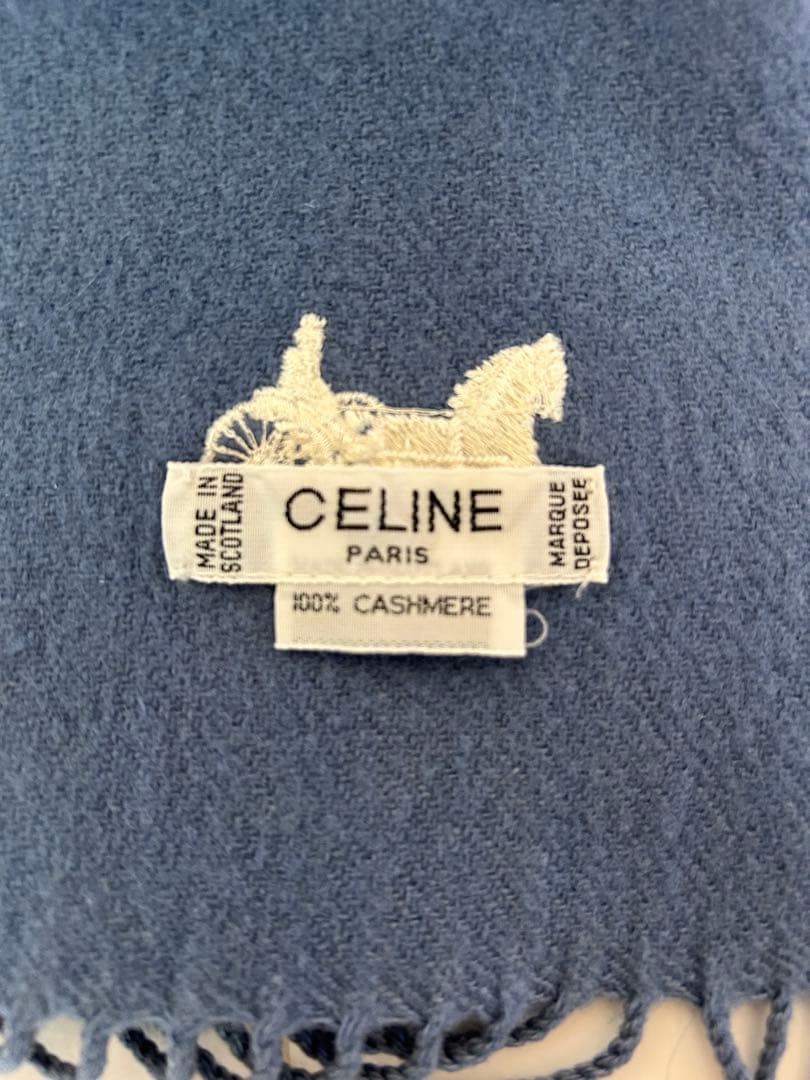 MADE IN
SCOTLAND
CELINE
PARIS
MARQUE
DEPOSEE
100% CASHMERE